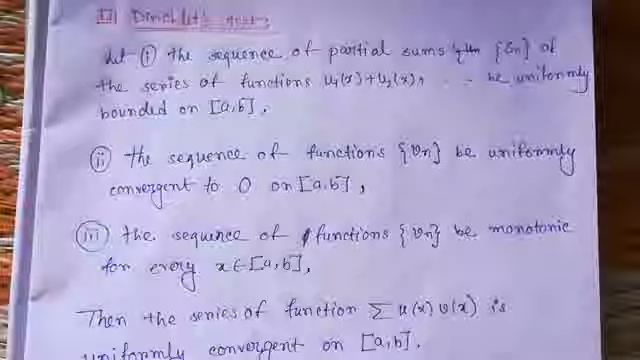 II Dirichlet's test:
Let (i) the sequence of partial sums {Sn} of
the series of functions u₁(x)+u₂(x), .. be uniformly
bounded on [a,b],
(ii) the sequence of functions {vn} be uniformly
convergent to 0 on [a,b],
(iii) the sequence of functions {vn} be monotonic
for every x∈[a,b],
Then the series of function ∑ u(x) v(x) is
uniformly convergent on [a,b].